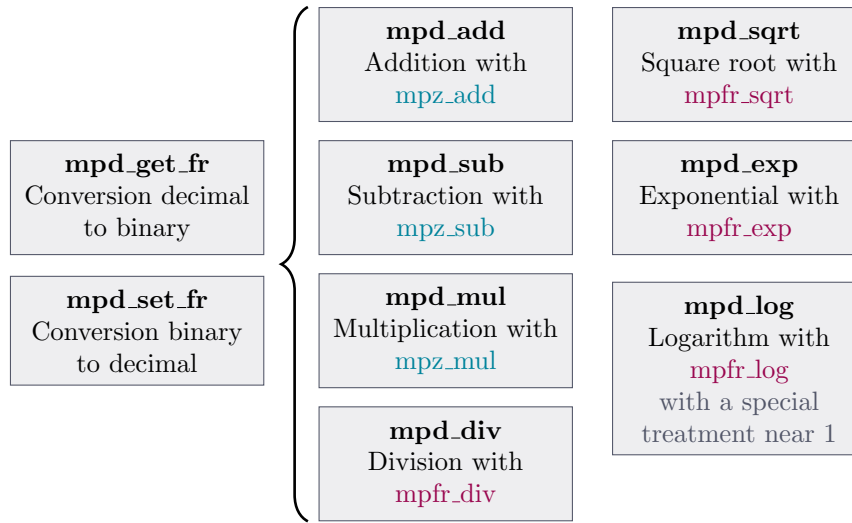 mpd_get_fr
Conversion decimal
to binary
mpd_set_fr
Conversion binary
to decimal
mpd_add
Addition with
mpz_add
mpd_sub
Subtraction with
mpz_sub
mpd_mul
Multiplication with
mpz_mul
mpd_div
Division with
mpfr_div
mpd_sqrt
Square root with
mpfr_sqrt
mpd_exp
Exponential with
mpfr_exp
mpd_log
Logarithm with
mpfr_log
with a special
treatment near 1